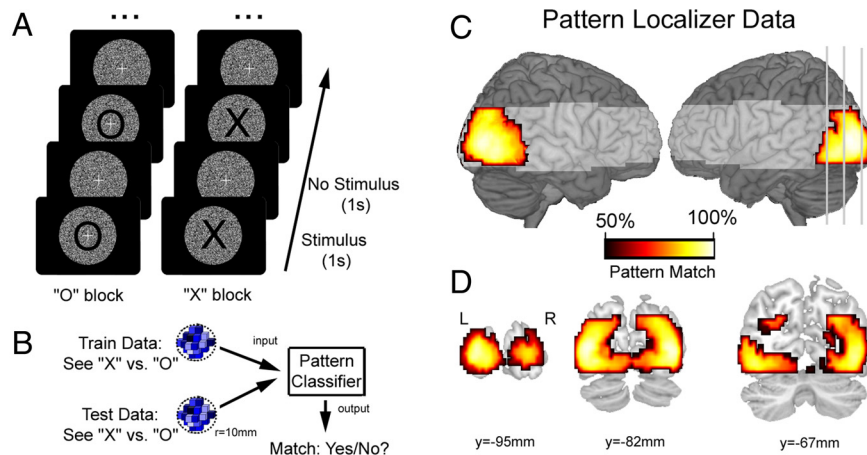 A
...
...
O
X
O
X
No Stimulus
(1s)
Stimulus
(1s)
"O" block
"X" block
B
Train Data:
See "X" vs. "O"
input
Pattern
Classifier
Test Data:
See "X" vs. "O"
r=10mm
output
Match: Yes/No?
C
Pattern Localizer Data
50%
100%
Pattern Match
D
L
R
y=-95mm
y=-82mm
y=-67mm